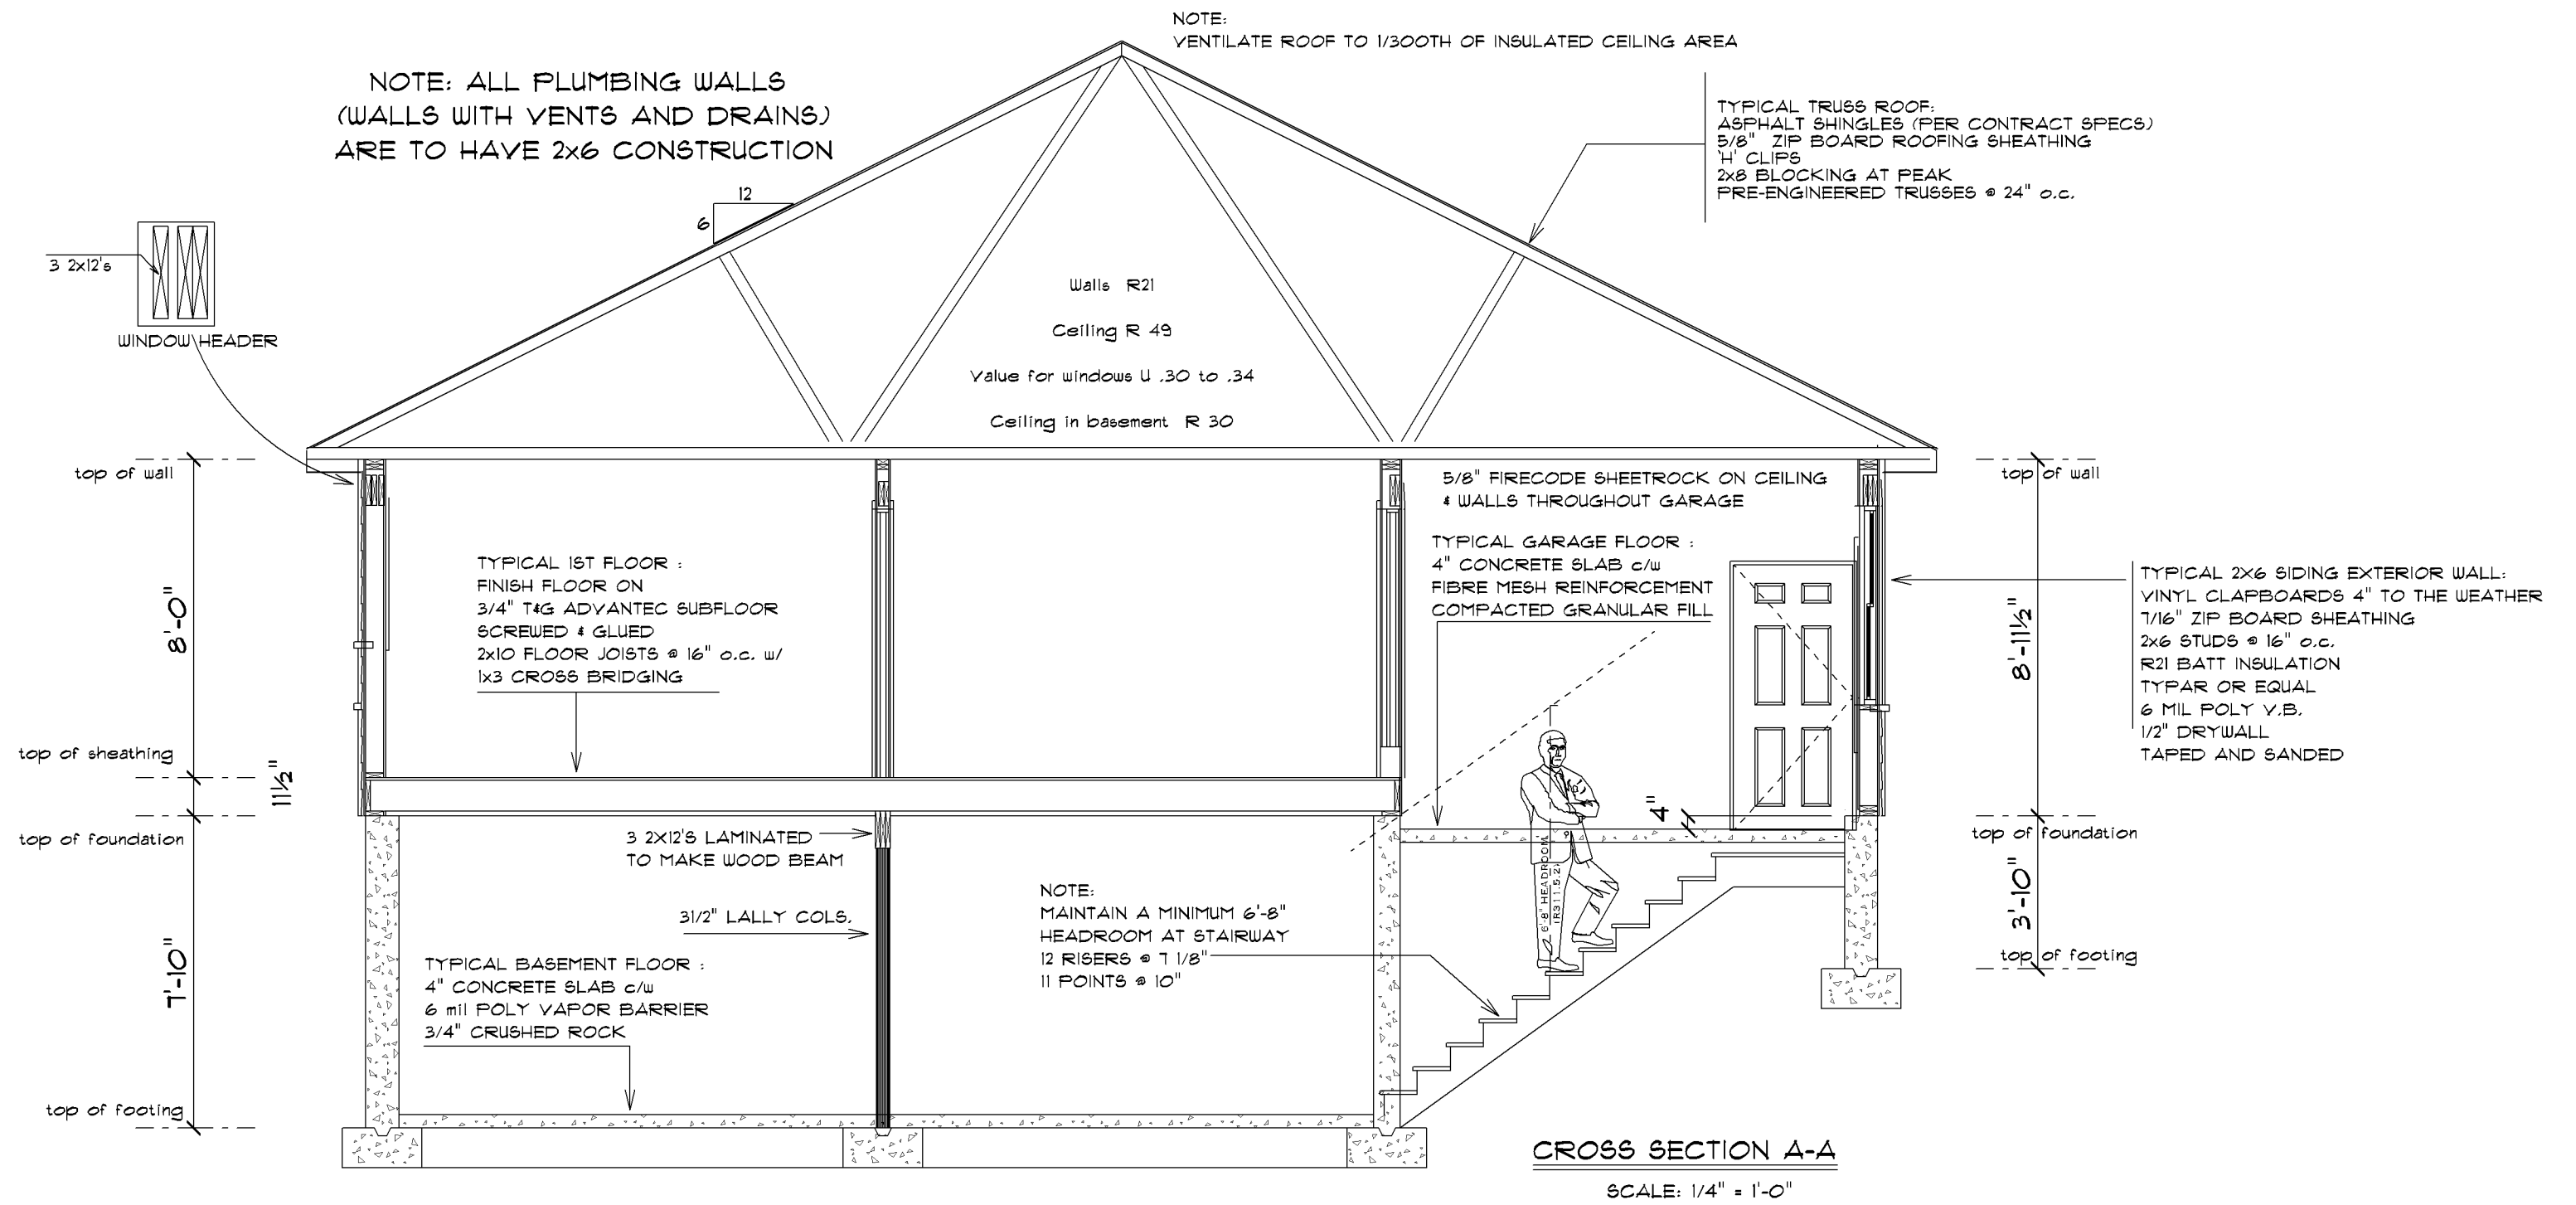 NOTE:
VENTILATE ROOF TO 1/300TH OF INSULATED CEILING AREA
NOTE: ALL PLUMBING WALLS
(WALLS WITH VENTS AND DRAINS)
ARE TO HAVE 2x6 CONSTRUCTION
TYPICAL TRUSS ROOF:
ASPHALT SHINGLES (PER CONTRACT SPECS)
5/8" ZIP BOARD ROOFING SHEATHING
'H' CLIPS
2x8 BLOCKING AT PEAK
PRE-ENGINEERED TRUSSES @ 24" o.c.
12
6
3 2x12's
WINDOW HEADER
Walls R21
Ceiling R 49
Value for windows U .30 to .34
Ceiling in basement R 30
top of wall
8'-0"
top of sheathing
11½"
top of foundation
7'-10"
top of footing
TYPICAL 1ST FLOOR :
FINISH FLOOR ON
3/4" T&G ADVANTEC SUBFLOOR
SCREWED & GLUED
2x10 FLOOR JOISTS @ 16" o.c. w/
1x3 CROSS BRIDGING
5/8" FIRECODE SHEETROCK ON CEILING
& WALLS THROUGHOUT GARAGE
TYPICAL GARAGE FLOOR :
4" CONCRETE SLAB c/w
FIBRE MESH REINFORCEMENT
COMPACTED GRANULAR FILL
top of wall
8'-11½"
top of foundation
3'-10"
top of footing
TYPICAL 2X6 SIDING EXTERIOR WALL:
VINYL CLAPBOARDS 4" TO THE WEATHER
7/16" ZIP BOARD SHEATHING
2x6 STUDS @ 16" o.c.
R21 BATT INSULATION
TYPAR OR EQUAL
6 MIL POLY V.B.
1/2" DRYWALL
TAPED AND SANDED
4"
3 2X12'S LAMINATED
TO MAKE WOOD BEAM
31/2" LALLY COLS.
NOTE:
MAINTAIN A MINIMUM 6'-8"
HEADROOM AT STAIRWAY
12 RISERS @ 7 1/8"
11 POINTS @ 10"
6'-8" HEADROOM
(R311.5.2)
TYPICAL BASEMENT FLOOR :
4" CONCRETE SLAB c/w
6 mil POLY VAPOR BARRIER
3/4" CRUSHED ROCK
CROSS SECTION A-A
SCALE: 1/4" = 1'-0"